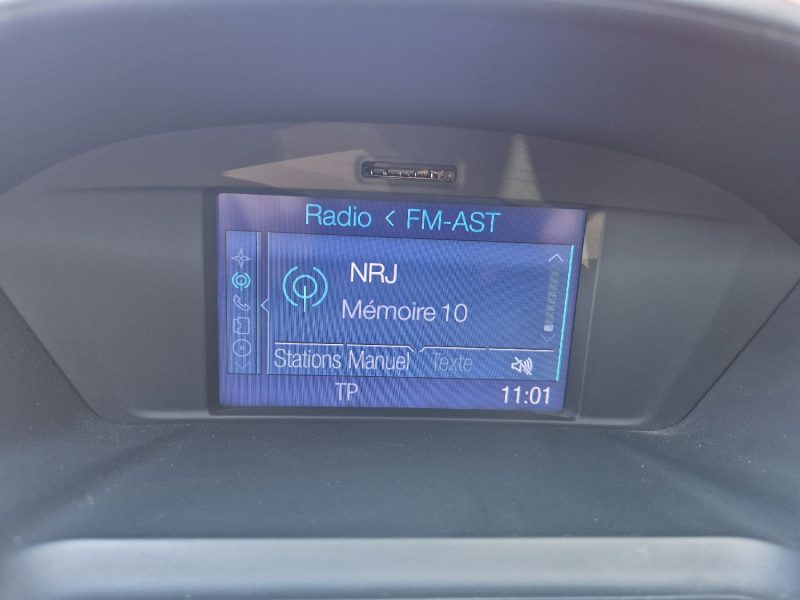 Radio < FM-AST
NRJ
Mémoire 10
Stations Manuel Texte
TP 11:01